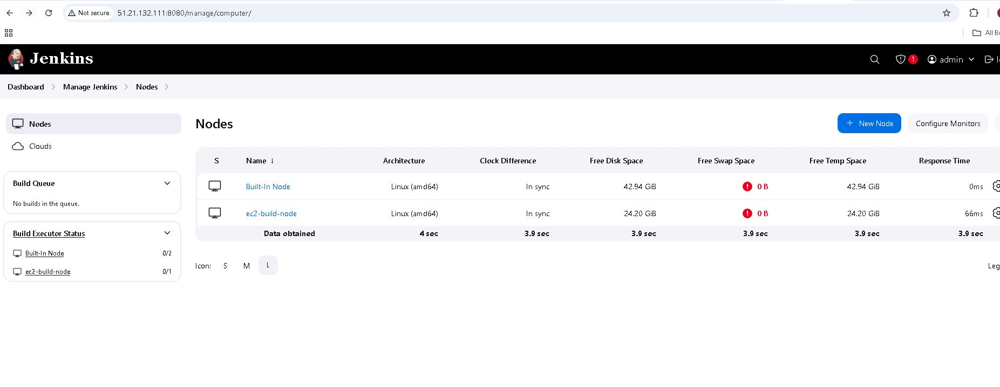 Not secure 51.21.132.111:8080/manage/computer/
All Bo
Jenkins
1 admin
Dashboard Manage Jenkins Nodes
Nodes
Clouds
Build Queue
No builds in the queue.
Build Executor Status
Built-In Node 0/2
ec2-build-node 0/1
Nodes
+ New Node Configure Monitors
S Name ↓ Architecture Clock Difference Free Disk Space Free Swap Space Free Temp Space Response Time
Built-In Node Linux (amd64) In sync 42.94 GiB 0 B 42.94 GiB 0ms
ec2-build-node Linux (amd64) In sync 24.20 GiB 0 B 24.20 GiB 66ms
Data obtained 4 sec 3.9 sec 3.9 sec 3.9 sec 3.9 sec 3.9 sec
Icon: S M L
Leg